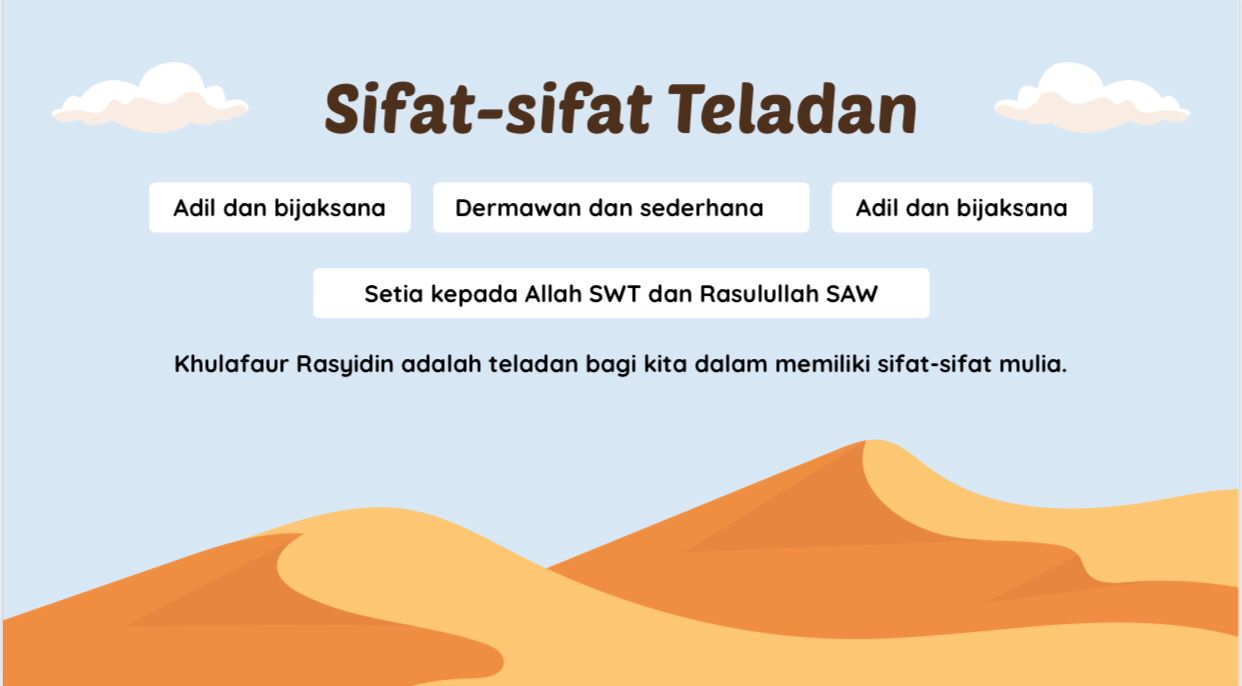 Sifat-sifat Teladan
Adil dan bijaksana
Dermawan dan sederhana
Adil dan bijaksana
Setia kepada Allah SWT dan Rasulullah SAW
Khulafaur Rasyidin adalah teladan bagi kita dalam memiliki sifat-sifat mulia.